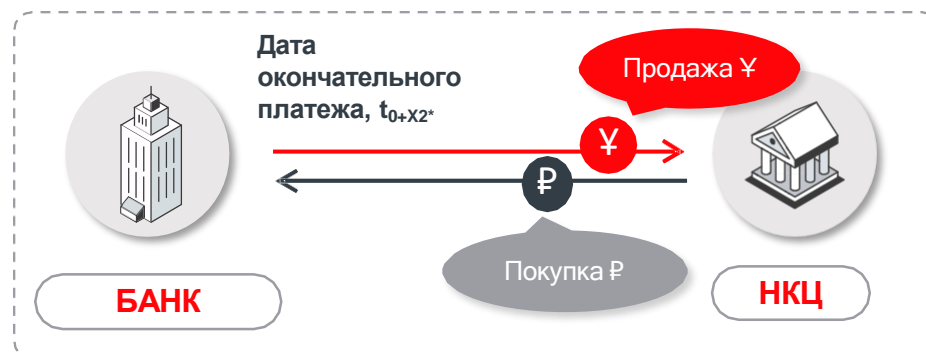 Дата
окончательного
платежа, t₀₊ₓ₂*
Продажа ¥
¥
₽
Покупка ₽
БАНК
НКЦ